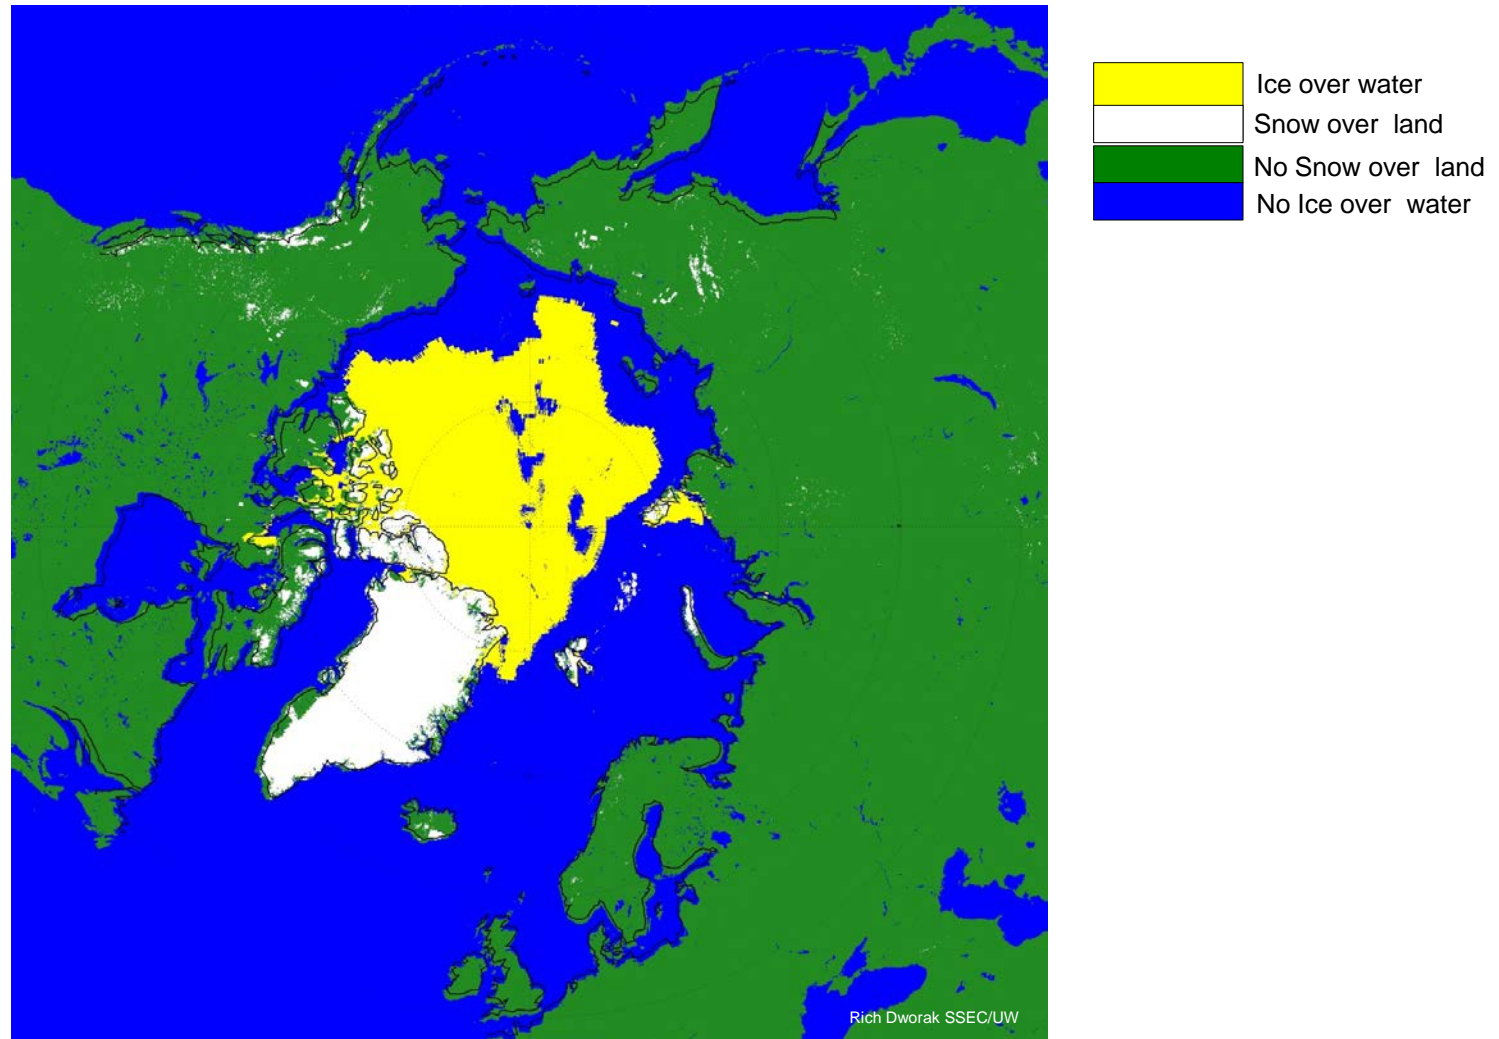 Ice over water
Snow over land
No Snow over land
No Ice over water
Rich Dworak SSEC/UW